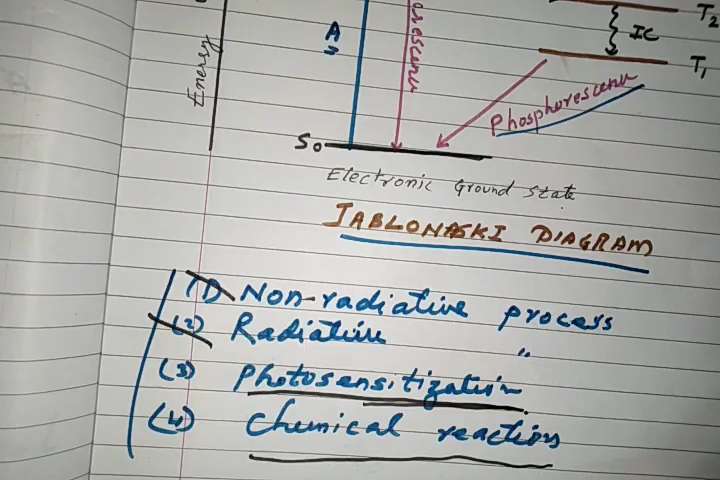 T2
IC
T1
A
Energy
Phosphorescence
S0
Electronic Ground State
JABLONASKI DIAGRAM
(1) Non-radiative process
(2) Radiative "
(3) Photosensitization
(4) Chemical reactions